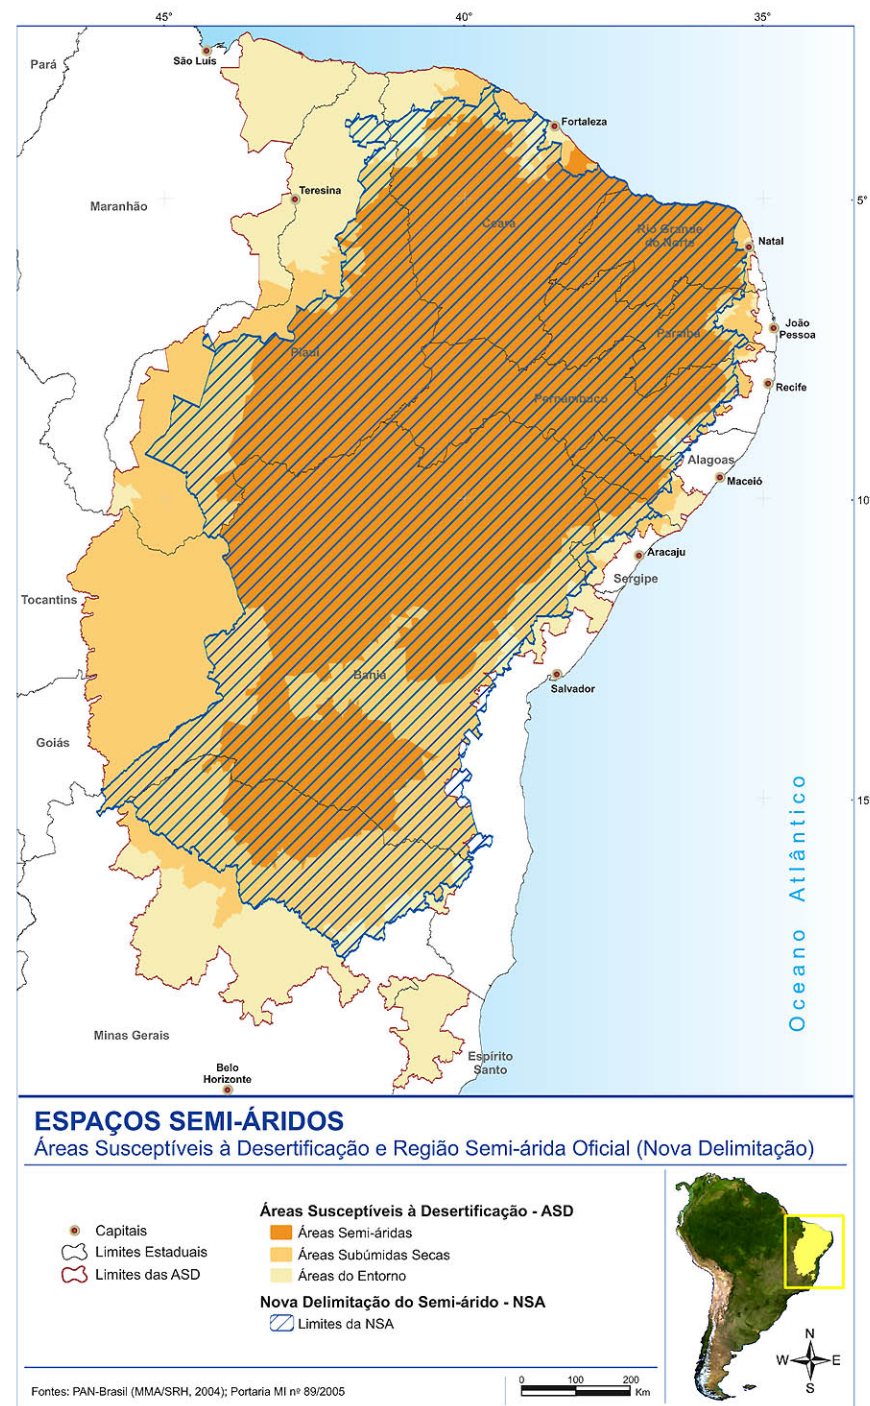 45°
40°
35°
Pará
São Luís
Fortaleza
Teresina
5°
Maranhão
Ceará
Rio Grande
do Norte
Natal
João
Pessoa
Paraíba
Piauí
Recife
Pernambuco
Alagoas
Maceió
10°
Aracaju
Sergipe
Tocantins
Bahia
Salvador
Goiás
15°
Oceano Atlântico
Minas Gerais
Espírito
Santo
Belo
Horizonte
ESPAÇOS SEMI-ÁRIDOS
Áreas Susceptíveis à Desertificação e Região Semi-árida Oficial (Nova Delimitação)
Capitais
Limites Estaduais
Limites das ASD
Áreas Susceptíveis à Desertificação - ASD
Áreas Semi-áridas
Áreas Subúmidas Secas
Áreas do Entorno
Nova Delimitação do Semi-árido - NSA
Limites da NSA
N
W E
S
Fontes: PAN-Brasil (MMA/SRH, 2004); Portaria MI nº 89/2005
0 100 200
Km